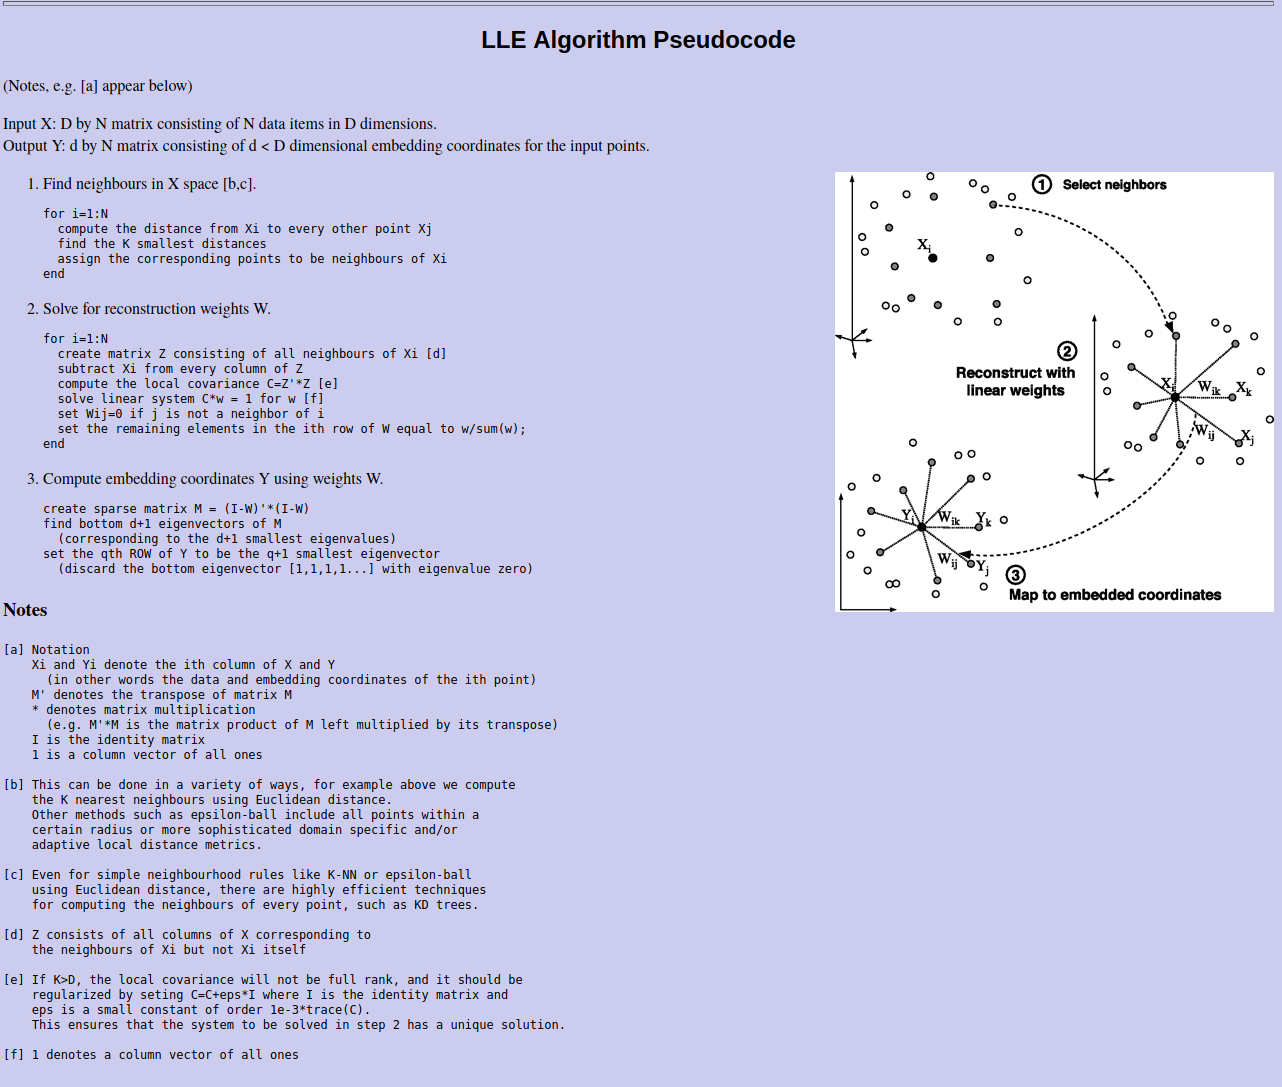 LLE Algorithm Pseudocode
(Notes, e.g. [a] appear below)
Input X: D by N matrix consisting of N data items in D dimensions.
Output Y: d by N matrix consisting of d < D dimensional embedding coordinates for the input points.
1. Find neighbours in X space [b,c].
for i=1:N
compute the distance from Xi to every other point Xj
find the K smallest distances
assign the corresponding points to be neighbours of Xi
end
2. Solve for reconstruction weights W.
for i=1:N
create matrix Z consisting of all neighbours of Xi [d]
subtract Xi from every column of Z
compute the local covariance C=Z'*Z [e]
solve linear system C*w = 1 for w [f]
set Wij=0 if j is not a neighbor of i
set the remaining elements in the ith row of W equal to w/sum(w);
end
3. Compute embedding coordinates Y using weights W.
create sparse matrix M = (I-W)'*(I-W)
find bottom d+1 eigenvectors of M
(corresponding to the d+1 smallest eigenvalues)
set the qth ROW of Y to be the q+1 smallest eigenvector
(discard the bottom eigenvector [1,1,1,1...] with eigenvalue zero)
1 Select neighbors
Xi
2
Reconstruct with
linear weights
Xi Wik Xk
Wij Xj
Yi Wik Yk
Wij Yj
3
Map to embedded coordinates
Notes
[a] Notation
Xi and Yi denote the ith column of X and Y
(in other words the data and embedding coordinates of the ith point)
M' denotes the transpose of matrix M
* denotes matrix multiplication
(e.g. M'*M is the matrix product of M left multiplied by its transpose)
I is the identity matrix
1 is a column vector of all ones
[b] This can be done in a variety of ways, for example above we compute
the K nearest neighbours using Euclidean distance.
Other methods such as epsilon-ball include all points within a
certain radius or more sophisticated domain specific and/or
adaptive local distance metrics.
[c] Even for simple neighbourhood rules like K-NN or epsilon-ball
using Euclidean distance, there are highly efficient techniques
for computing the neighbours of every point, such as KD trees.
[d] Z consists of all columns of X corresponding to
the neighbours of Xi but not Xi itself
[e] If K>D, the local covariance will not be full rank, and it should be
regularized by seting C=C+eps*I where I is the identity matrix and
eps is a small constant of order 1e-3*trace(C).
This ensures that the system to be solved in step 2 has a unique solution.
[f] 1 denotes a column vector of all ones